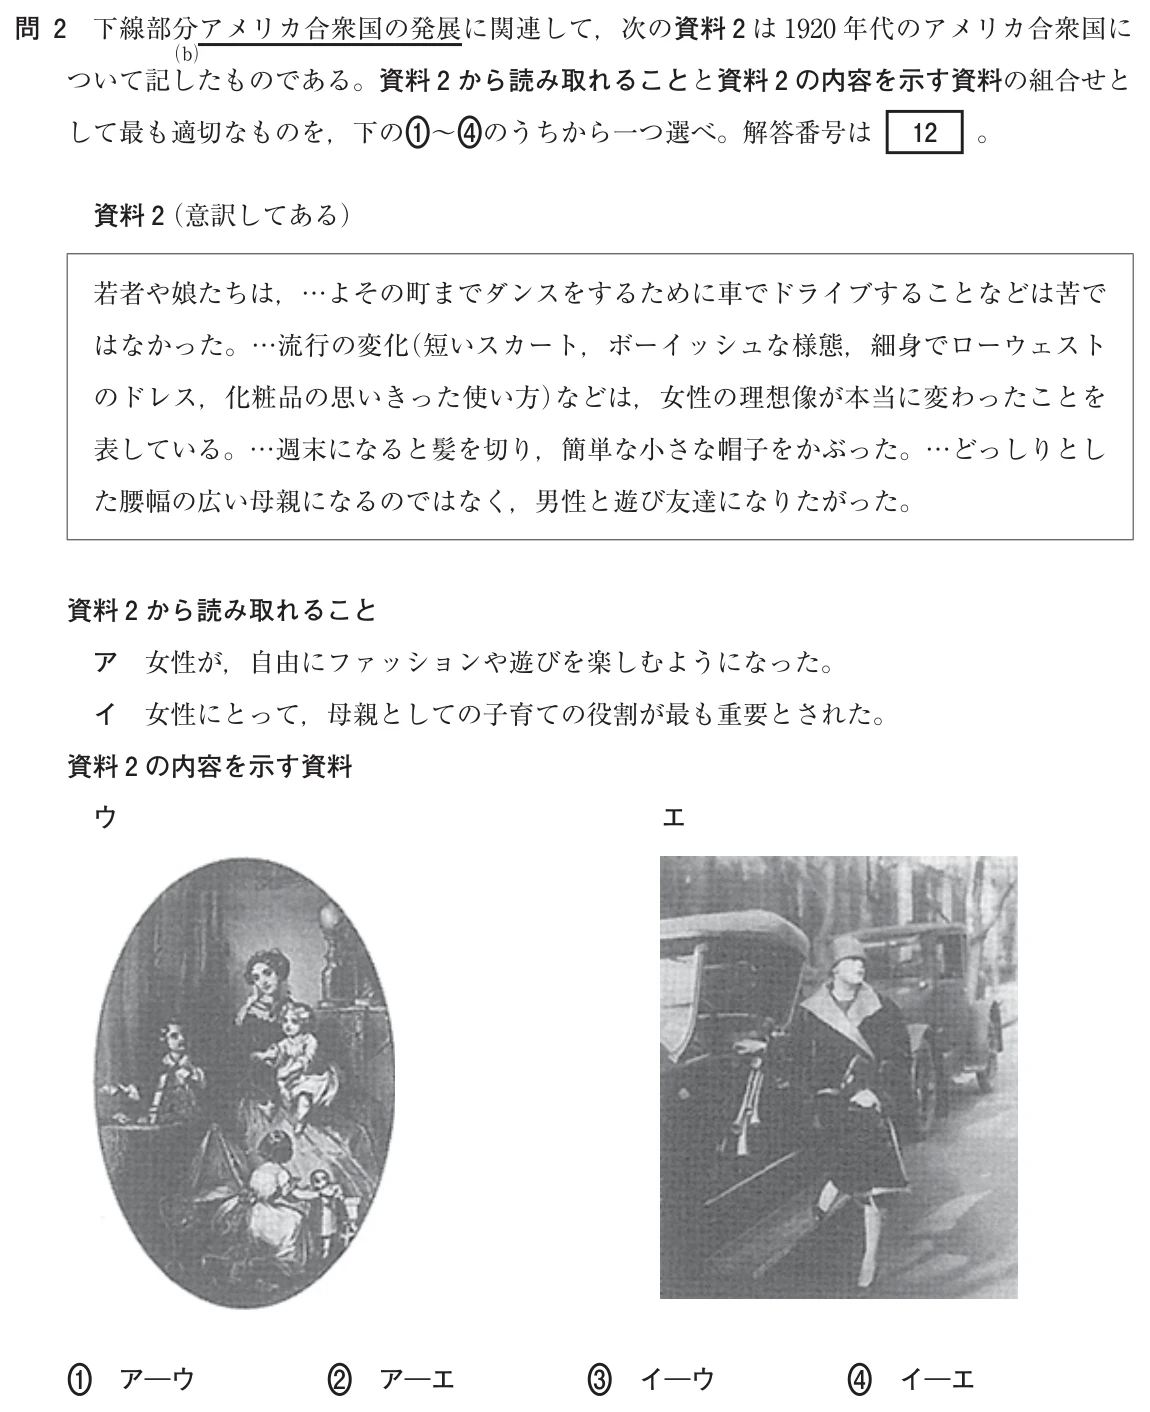 問 2 下線部分アメリカ合衆国の発展に関連して，次の資料2は1920年代のアメリカ合衆国に
(b)
ついて記したものである。資料2から読み取れることと資料2の内容を示す資料の組合せと
して最も適切なものを，下の①～④のうちから一つ選べ。解答番号は 12 。
資料2（意訳してある）
若者や娘たちは，…よその町までダンスをするために車でドライブすることなどは苦で
はなかった。…流行の変化（短いスカート，ボーイッシュな様態，細身でローウェスト
のドレス，化粧品の思いきった使い方）などは，女性の理想像が本当に変わったことを
表している。…週末になると髪を切り，簡単な小さな帽子をかぶった。…どっしりとし
た腰幅の広い母親になるのではなく，男性と遊び友達になりたがった。
資料2から読み取れること
ア 女性が，自由にファッションや遊びを楽しむようになった。
イ 女性にとって，母親としての子育ての役割が最も重要とされた。
資料2の内容を示す資料
ウ エ
① ア―ウ ② ア―エ ③ イ―ウ ④ イ―エ